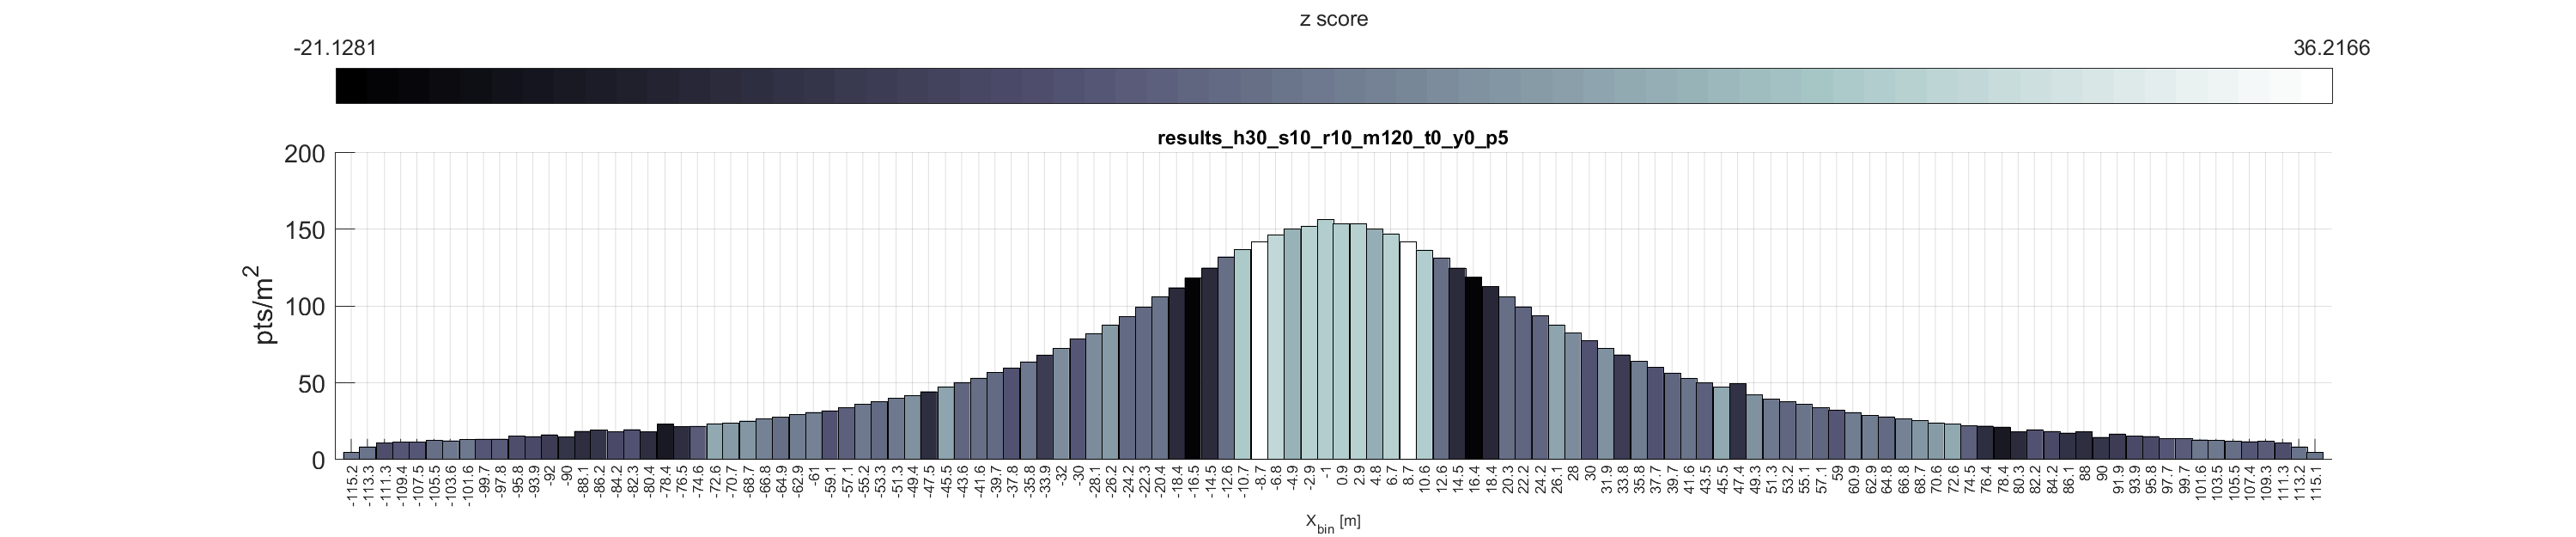 z score
-21.1281 36.2166
results_h30_s10_r10_m120_t0_y0_p5
200
150
100
50
0
pts/m2
-115.2 -113.3 -111.3 -109.4 -107.5 -105.5 -103.6 -101.6 -99.7 -97.8 -95.8 -93.9 -92 -90 -88.1 -86.2 -84.2 -82.3 -80.4 -78.4 -76.5 -74.6 -72.6 -70.7 -68.7 -66.8 -64.9 -62.9 -61 -59.1 -57.1 -55.2 -53.3 -51.3 -49.4 -47.5 -45.5 -43.6 -41.6 -39.7 -37.8 -35.8 -33.9 -32 -30 -28.1 -26.2 -24.2 -22.3 -20.4 -18.4 -16.5 -14.5 -12.6 -10.7 -8.7 -6.8 -4.9 -2.9 -1 0.9 2.9 4.8 6.7 8.7 10.6 12.6 14.5 16.4 18.4 20.3 22.2 24.2 26.1 28 30 31.9 33.8 35.8 37.7 39.7 41.6 43.5 45.5 47.4 49.3 51.3 53.2 55.1 57.1 59 60.9 62.9 64.8 66.8 68.7 70.6 72.6 74.5 76.4 78.4 80.3 82.2 84.2 86.1 88 90 91.9 93.9 95.8 97.7 99.7 101.6 103.5 105.5 107.4 109.3 111.3 113.2 115.1
Xbin [m]